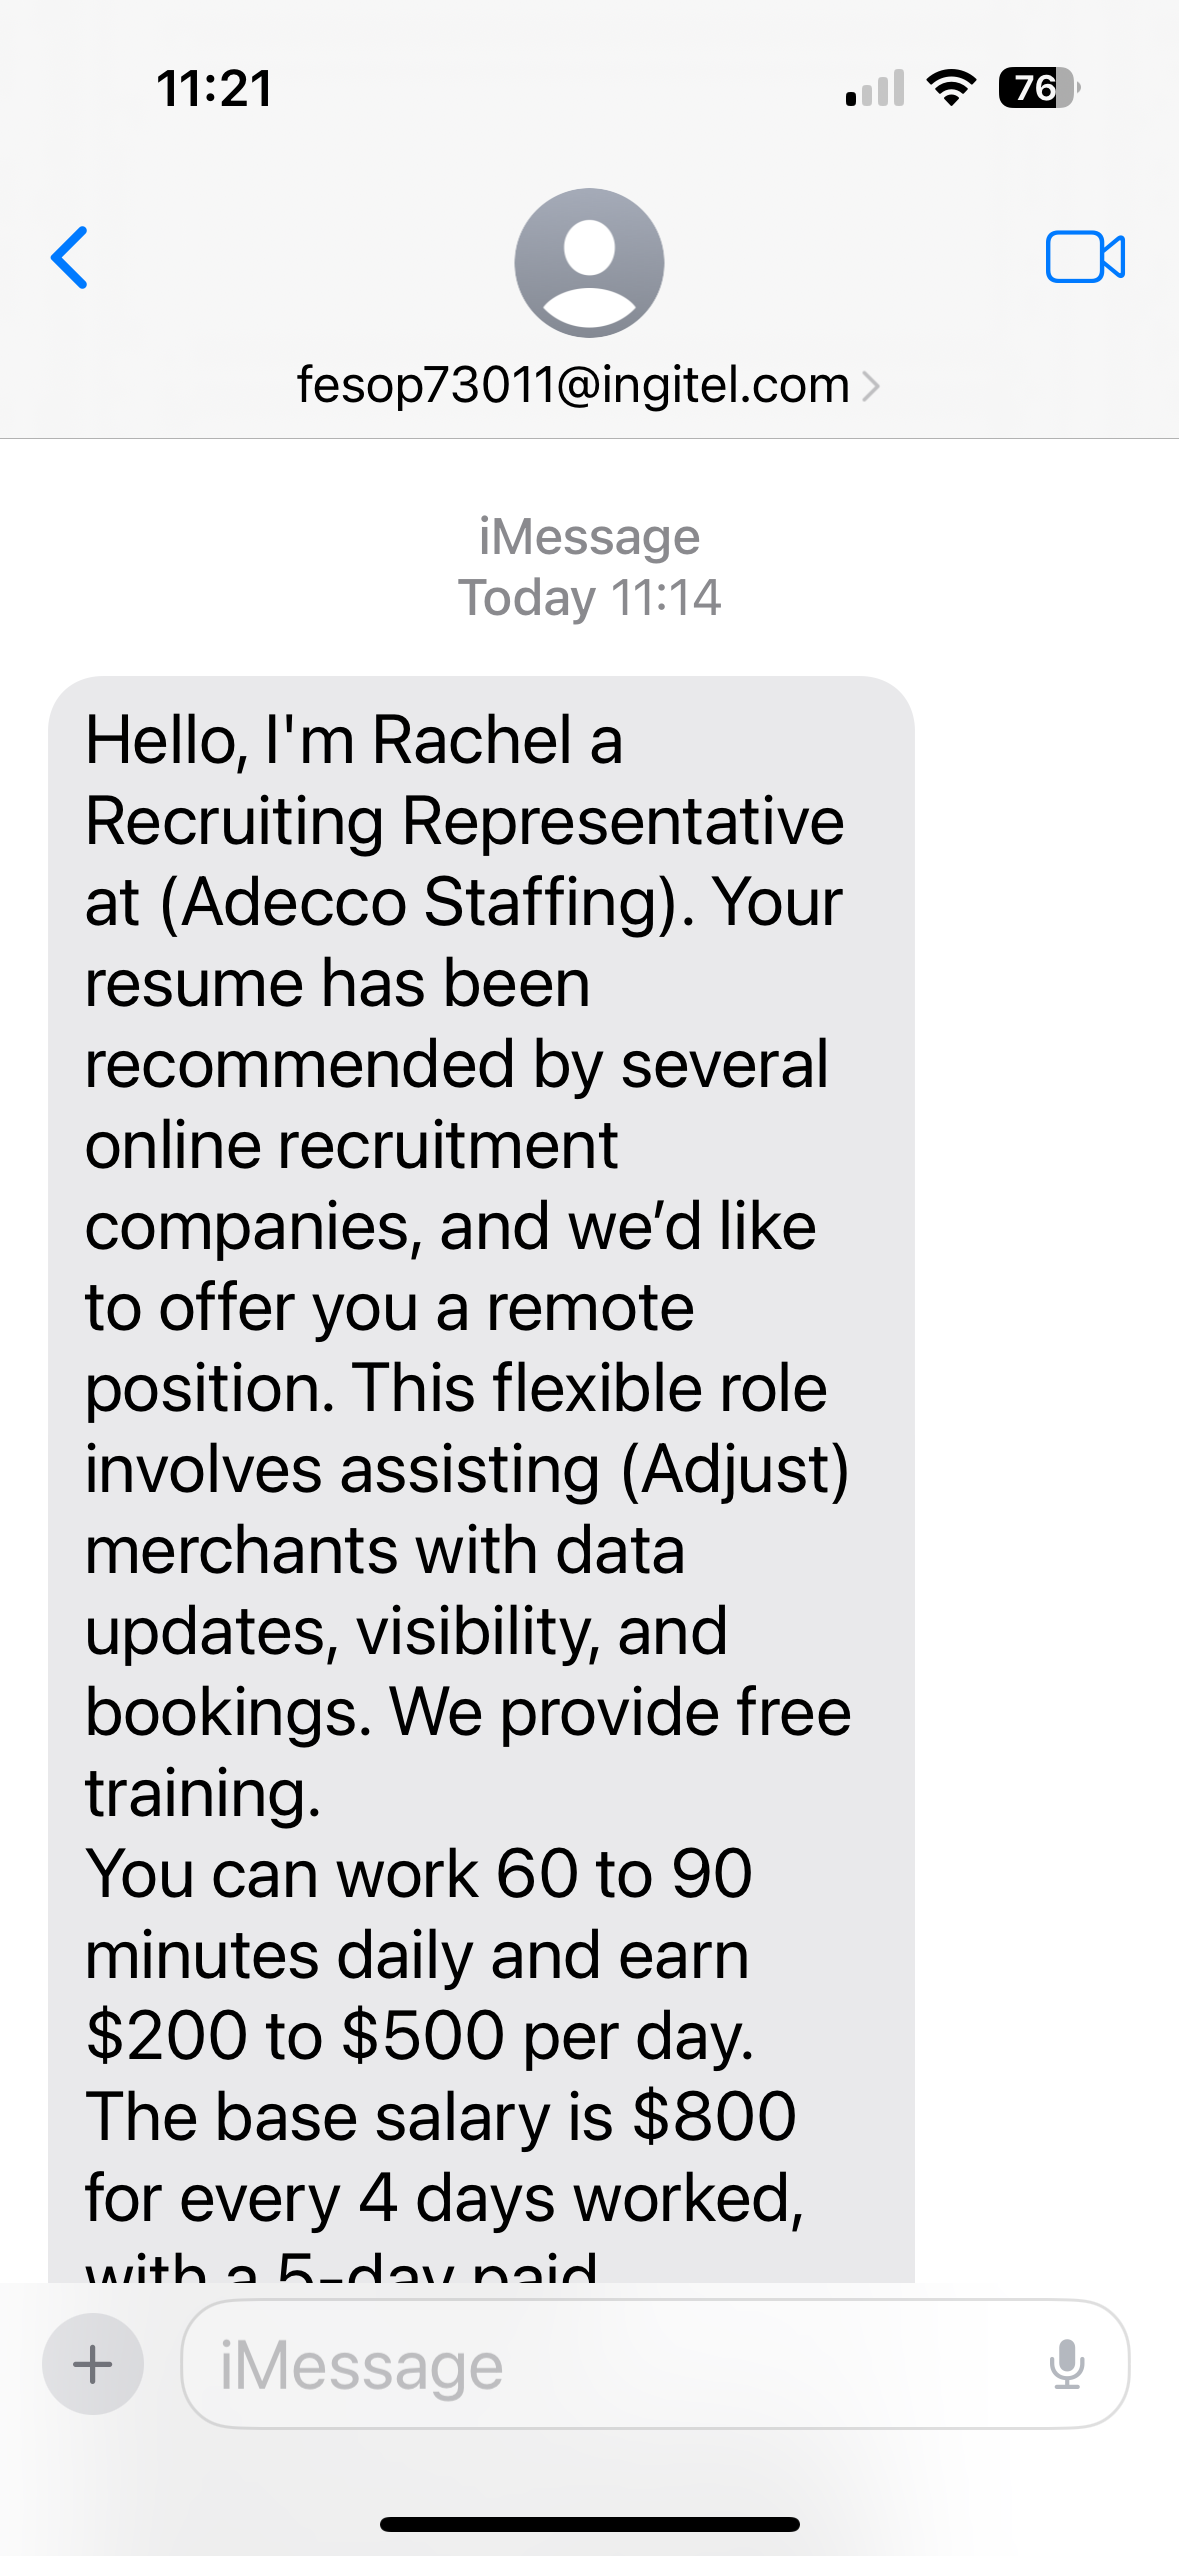 11:21
76
fesop73011@ingitel.com
iMessage
Today 11:14
Hello, I'm Rachel a
Recruiting Representative
at (Adecco Staffing). Your
resume has been
recommended by several
online recruitment
companies, and we’d like
to offer you a remote
position. This flexible role
involves assisting (Adjust)
merchants with data
updates, visibility, and
bookings. We provide free
training.
You can work 60 to 90
minutes daily and earn
$200 to $500 per day.
The base salary is $800
for every 4 days worked,
with a 5-day paid
iMessage